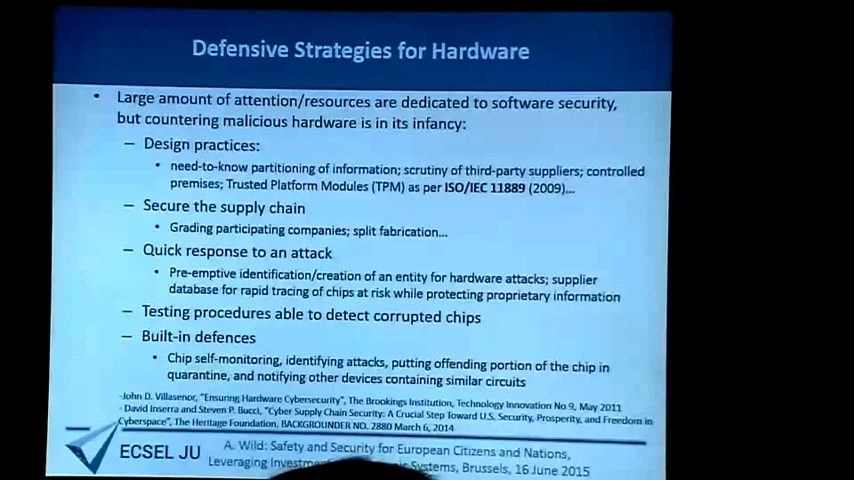 Defensive Strategies for Hardware
• Large amount of attention/resources are dedicated to software security,
but countering malicious hardware is in its infancy:
– Design practices:
• need-to-know partitioning of information; scrutiny of third-party suppliers; controlled
premises; Trusted Platform Modules (TPM) as per ISO/IEC 11889 (2009)...
– Secure the supply chain
• Grading participating companies; split fabrication...
– Quick response to an attack
• Pre-emptive identification/creation of an entity for hardware attacks; supplier
database for rapid tracing of chips at risk while protecting proprietary information
– Testing procedures able to detect corrupted chips
– Built-in defences
• Chip self-monitoring, identifying attacks, putting offending portion of the chip in
quarantine, and notifying other devices containing similar circuits
-John D. Villasenor, "Ensuring Hardware Cybersecurity", The Brookings Institution, Technology Innovation No 9, May 2011
- David Inserra and Steven P. Bucci, "Cyber Supply Chain Security: A Crucial Step Toward U.S. Security, Prosperity, and Freedom in
Cyberspace", The Heritage Foundation, BACKGROUNDER NO. 2880 March 6, 2014
ECSEL JU
A. Wild: Safety and Security for European Citizens and Nations,
Leveraging Systems, Brussels, 16 June 2015